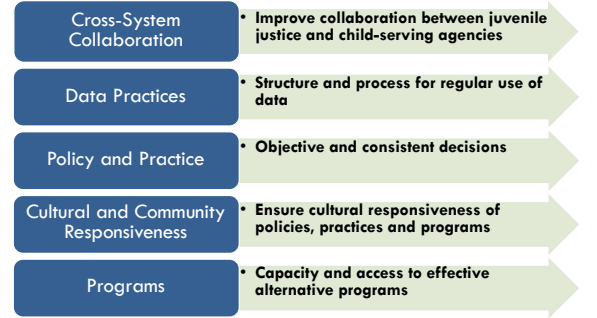 Cross-System
Collaboration
• Improve collaboration between juvenile
justice and child-serving agencies
Data Practices
• Structure and process for regular use of
data
Policy and Practice
• Objective and consistent decisions
Cultural and Community
Responsiveness
• Ensure cultural responsiveness of
policies, practices and programs
Programs
• Capacity and access to effective
alternative programs